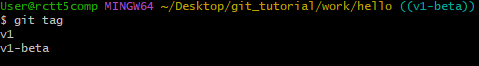 User@rctt5comp MINGW64 ~/Desktop/git_tutorial/work/hello ((v1-beta))
$ git tag
v1
v1-beta